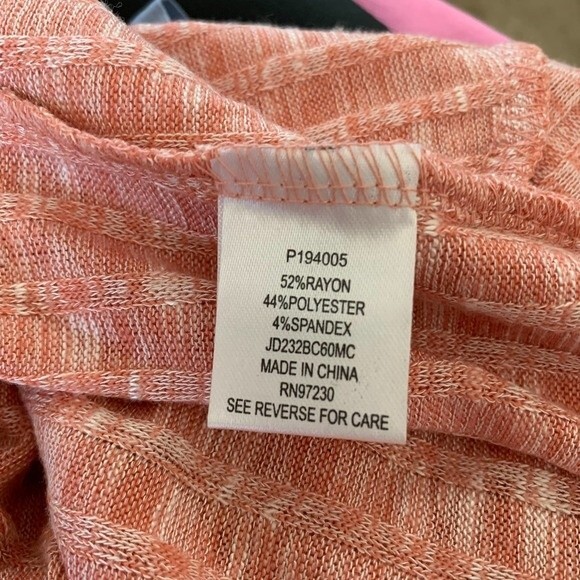 P194005
52%RAYON
44%POLYESTER
4%SPANDEX
JD232BC60MC
MADE IN CHINA
RN97230
SEE REVERSE FOR CARE